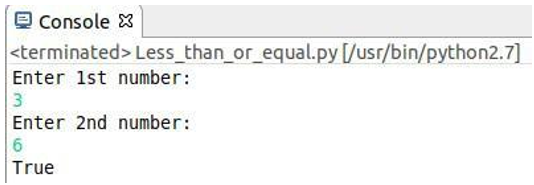 Console
<terminated> Less_than_or_equal.py [/usr/bin/python2.7]
Enter 1st number:
3
Enter 2nd number:
6
True